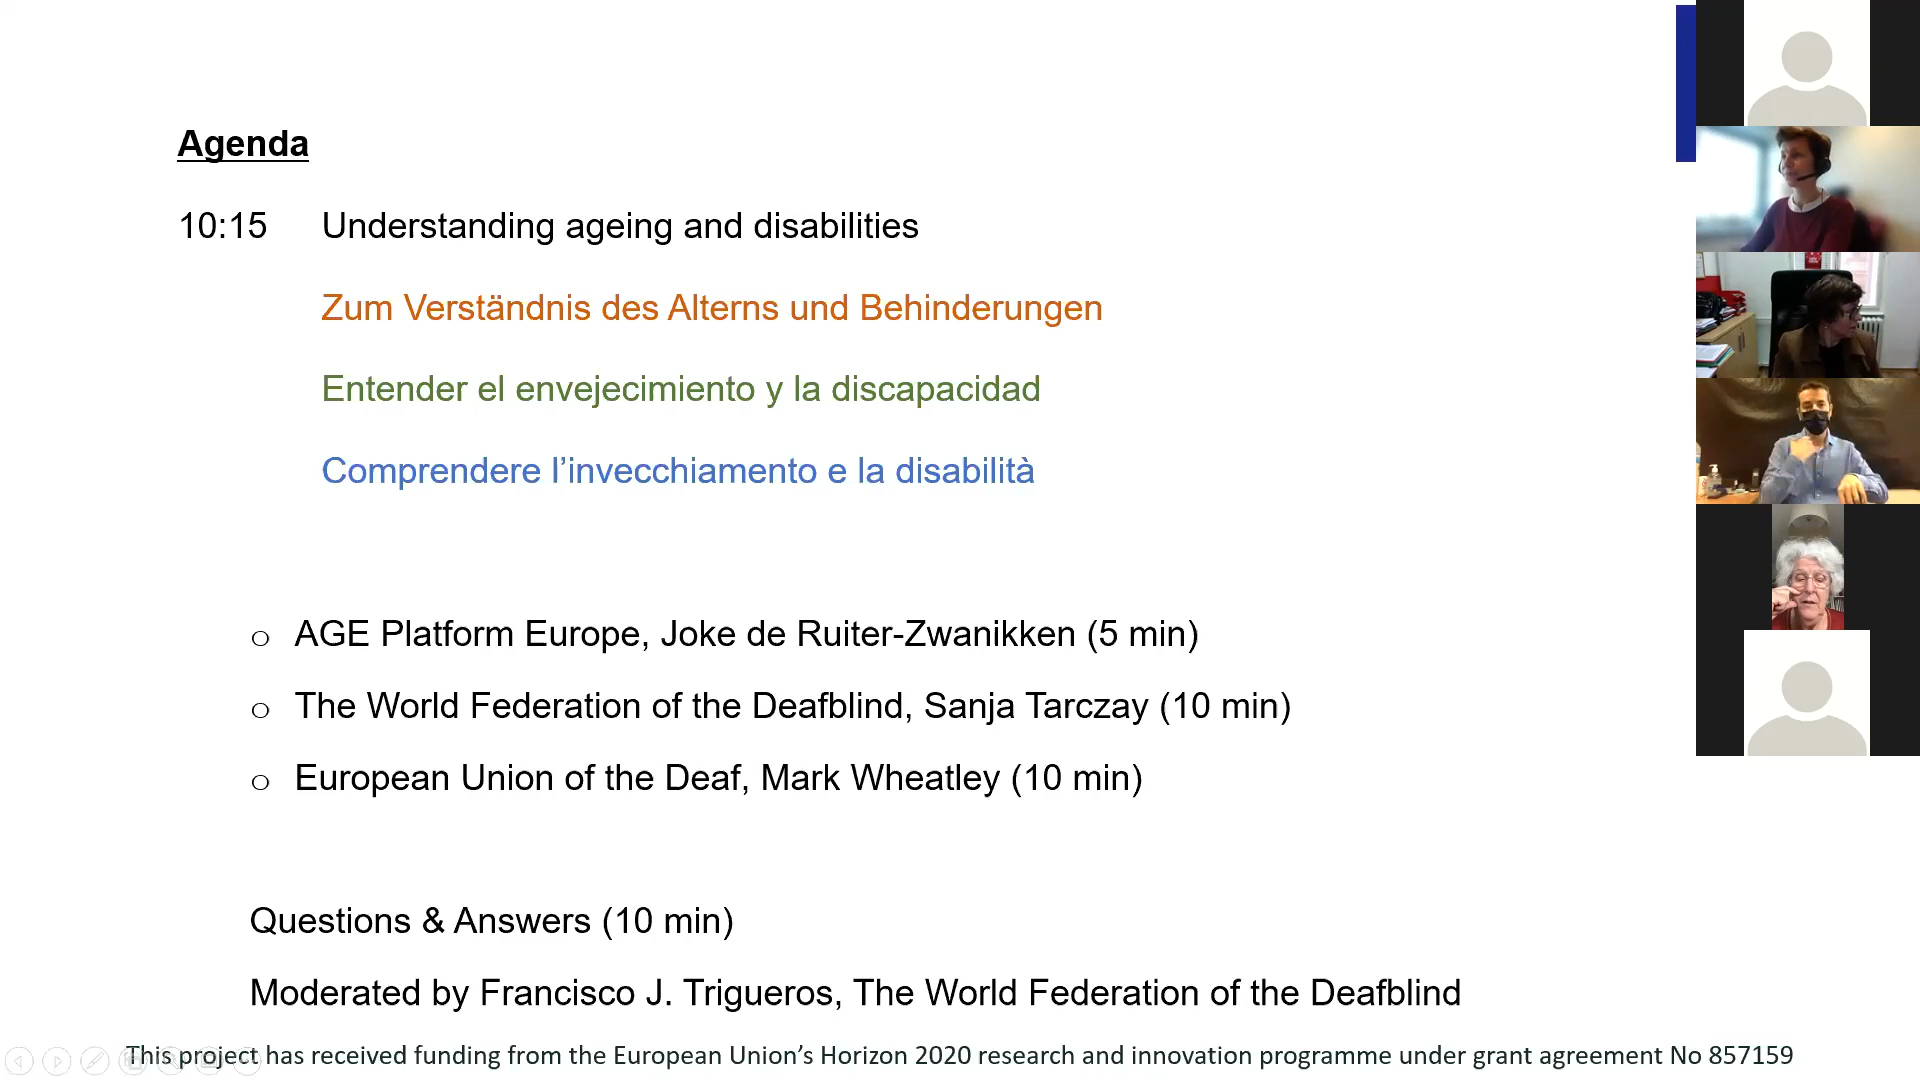 Agenda
10:15 Understanding ageing and disabilities
Zum Verständnis des Alterns und Behinderungen
Entender el envejecimiento y la discapacidad
Comprendere l’invecchiamento e la disabilità
o AGE Platform Europe, Joke de Ruiter-Zwanikken (5 min)
o The World Federation of the Deafblind, Sanja Tarczay (10 min)
o European Union of the Deaf, Mark Wheatley (10 min)
Questions & Answers (10 min)
Moderated by Francisco J. Trigueros, The World Federation of the Deafblind
This project has received funding from the European Union’s Horizon 2020 research and innovation programme under grant agreement No 857159